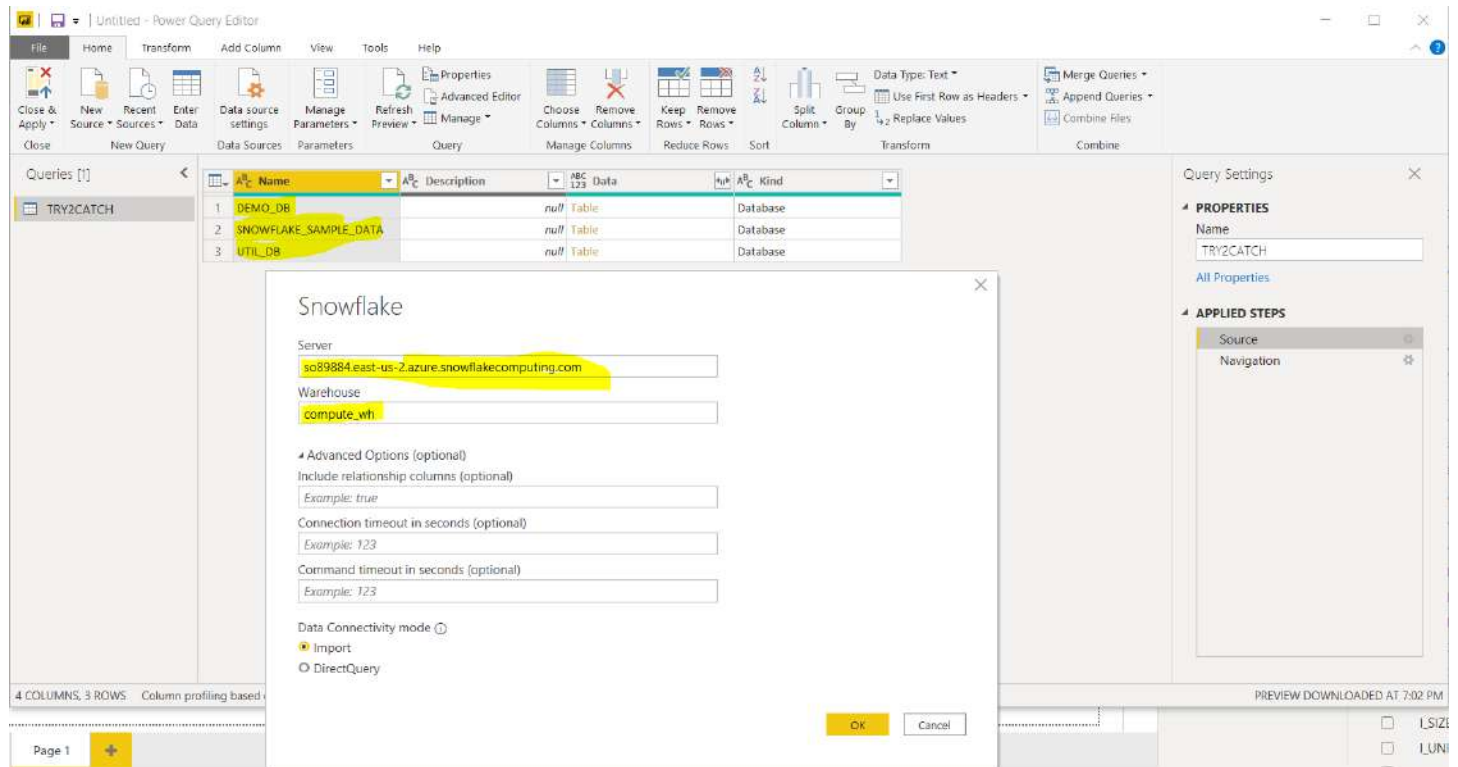 Untitled - Power Query Editor
File Home Transform Add Column View Tools Help
Close & Apply
New Source
Recent Sources
Enter Data
Data source settings
Manage Parameters
Refresh Preview
Properties
Advanced Editor
Manage
Choose Columns
Remove Columns
Keep Rows
Remove Rows
Split Column
Group By
Data Type: Text
Use First Row as Headers
Replace Values
Merge Queries
Append Queries
Combine Files
Close New Query Data Sources Parameters Query Manage Columns Reduce Rows Sort Transform Combine
Queries [1]
TRY2CATCH
Name Description Data Kind
1 DEMO_DB null Table Database
2 SNOWFLAKE_SAMPLE_DATA null Table Database
3 UTIL_DB null Table Database
Snowflake
Server
so89884.east-us-2.azure.snowflakecomputing.com
Warehouse
compute_wh
Advanced Options (optional)
Include relationship columns (optional)
Example: true
Connection timeout in seconds (optional)
Example: 123
Command timeout in seconds (optional)
Example: 123
Data Connectivity mode
Import
DirectQuery
OK Cancel
Query Settings
PROPERTIES
Name
TRY2CATCH
All Properties
APPLIED STEPS
Source
Navigation
4 COLUMNS, 3 ROWS Column profiling based
PREVIEW DOWNLOADED AT 7:02 PM
Page 1